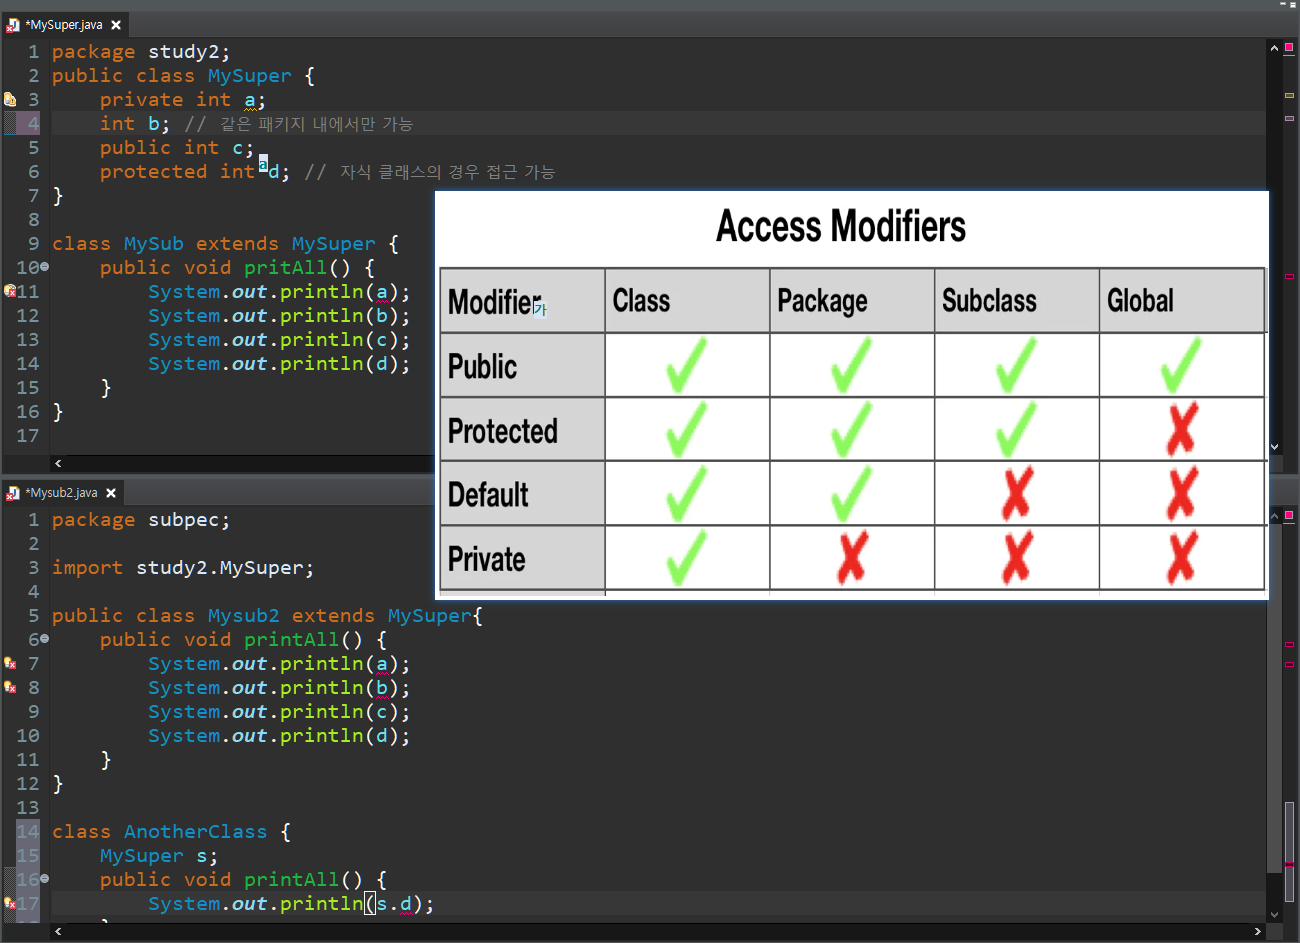 *MySuper.java
1 package study2;
2 public class MySuper {
3 private int a;
4 int b; // 같은 패키지 내에서만 가능
5 public int c;
6 protected int d; // 자식 클래스의 경우 접근 가능
a
7 }
8
9 class MySub extends MySuper {
10 public void pritAll() {
11 System.out.println(a);
12 System.out.println(b);
13 System.out.println(c);
14 System.out.println(d);
15 }
16 }
17
Access Modifiers
Modifier Class Package Subclass Global
가
Public
Protected
Default
Private
*Mysub2.java
1 package subpec;
2
3 import study2.MySuper;
4
5 public class Mysub2 extends MySuper{
6 public void printAll() {
7 System.out.println(a);
8 System.out.println(b);
9 System.out.println(c);
10 System.out.println(d);
11 }
12 }
13
14 class AnotherClass {
15 MySuper s;
16 public void printAll() {
17 System.out.println(s.d);